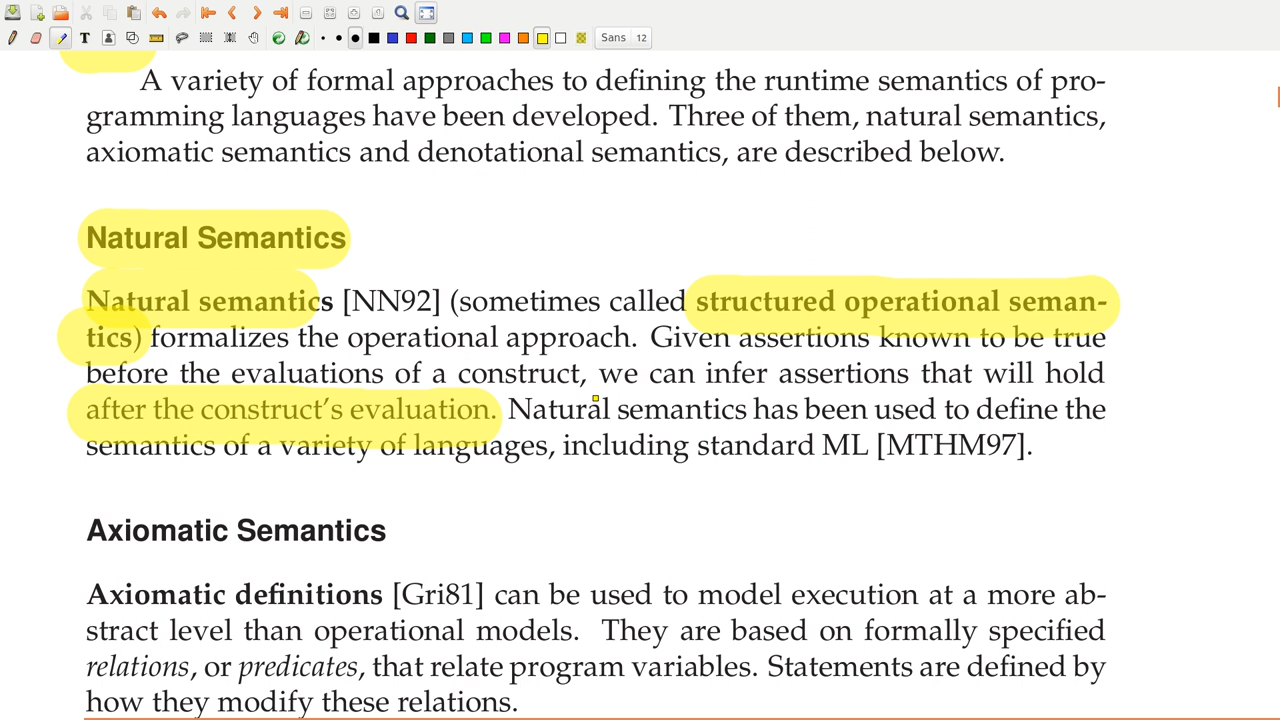 Sans 12
A variety of formal approaches to defining the runtime semantics of pro-
gramming languages have been developed. Three of them, natural semantics,
axiomatic semantics and denotational semantics, are described below.
Natural Semantics
Natural semantics [NN92] (sometimes called structured operational seman-
tics) formalizes the operational approach. Given assertions known to be true
before the evaluations of a construct, we can infer assertions that will hold
after the construct's evaluation. Natural semantics has been used to define the
semantics of a variety of languages, including standard ML [MTHM97].
Axiomatic Semantics
Axiomatic definitions [Gri81] can be used to model execution at a more ab-
stract level than operational models. They are based on formally specified
relations, or predicates, that relate program variables. Statements are defined by
how they modify these relations.